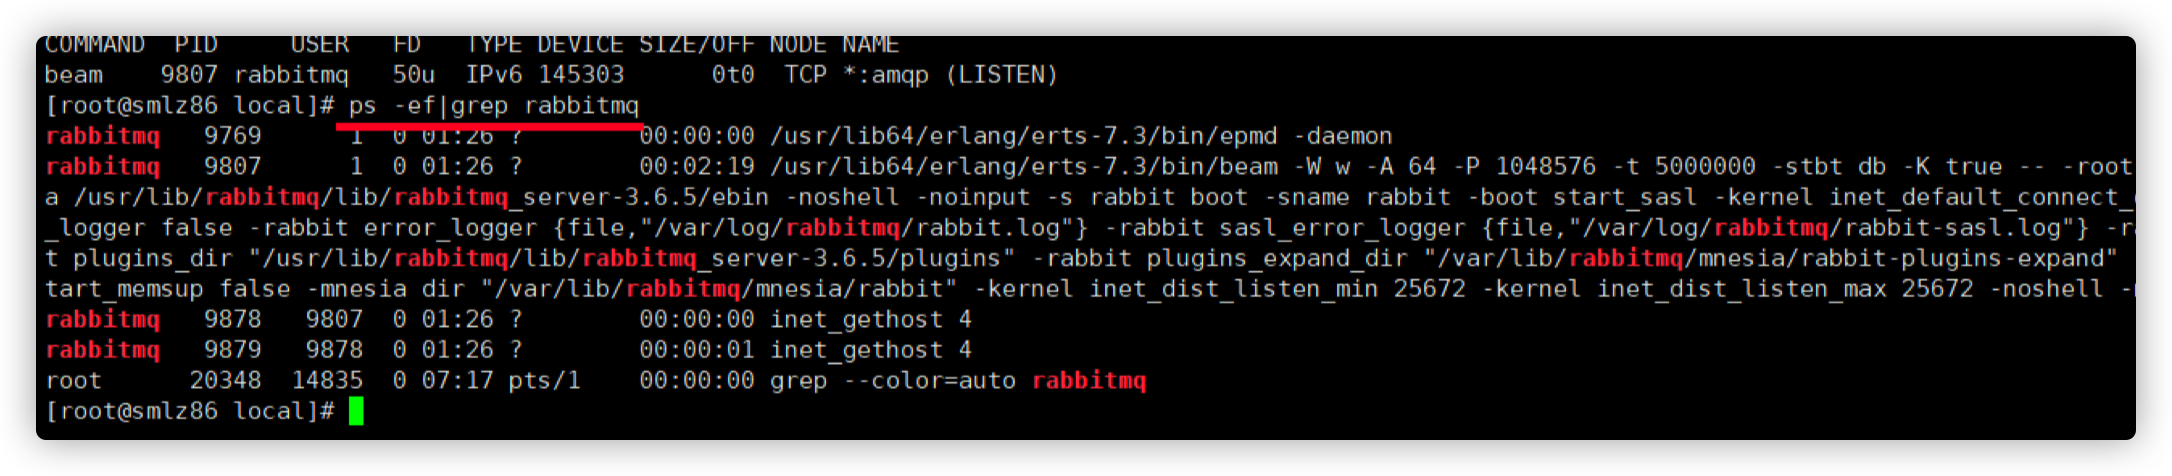 COMMAND  PID     USER   FD   TYPE DEVICE SIZE/OFF NODE NAME
beam    9807 rabbitmq   50u  IPv6 145303      0t0  TCP *:amqp (LISTEN)
[root@smlz86 local]# ps -ef|grep rabbitmq
rabbitmq   9769      1  0 01:26 ?        00:00:00 /usr/lib64/erlang/erts-7.3/bin/epmd -daemon
rabbitmq   9807      1  0 01:26 ?        00:02:19 /usr/lib64/erlang/erts-7.3/bin/beam -W w -A 64 -P 1048576 -t 5000000 -stbt db -K true -- -root
a /usr/lib/rabbitmq/lib/rabbitmq_server-3.6.5/ebin -noshell -noinput -s rabbit boot -sname rabbit -boot start_sasl -kernel inet_default_connect_
_logger false -rabbit error_logger {file,"/var/log/rabbitmq/rabbit.log"} -rabbit sasl_error_logger {file,"/var/log/rabbitmq/rabbit-sasl.log"} -r
t plugins_dir "/usr/lib/rabbitmq/lib/rabbitmq_server-3.6.5/plugins" -rabbit plugins_expand_dir "/var/lib/rabbitmq/mnesia/rabbit-plugins-expand"
tart_memsup false -mnesia dir "/var/lib/rabbitmq/mnesia/rabbit" -kernel inet_dist_listen_min 25672 -kernel inet_dist_listen_max 25672 -noshell -
rabbitmq   9878   9807  0 01:26 ?        00:00:00 inet_gethost 4
rabbitmq   9879   9878  0 01:26 ?        00:00:01 inet_gethost 4
root      20348  14835  0 07:17 pts/1    00:00:00 grep --color=auto rabbitmq
[root@smlz86 local]#